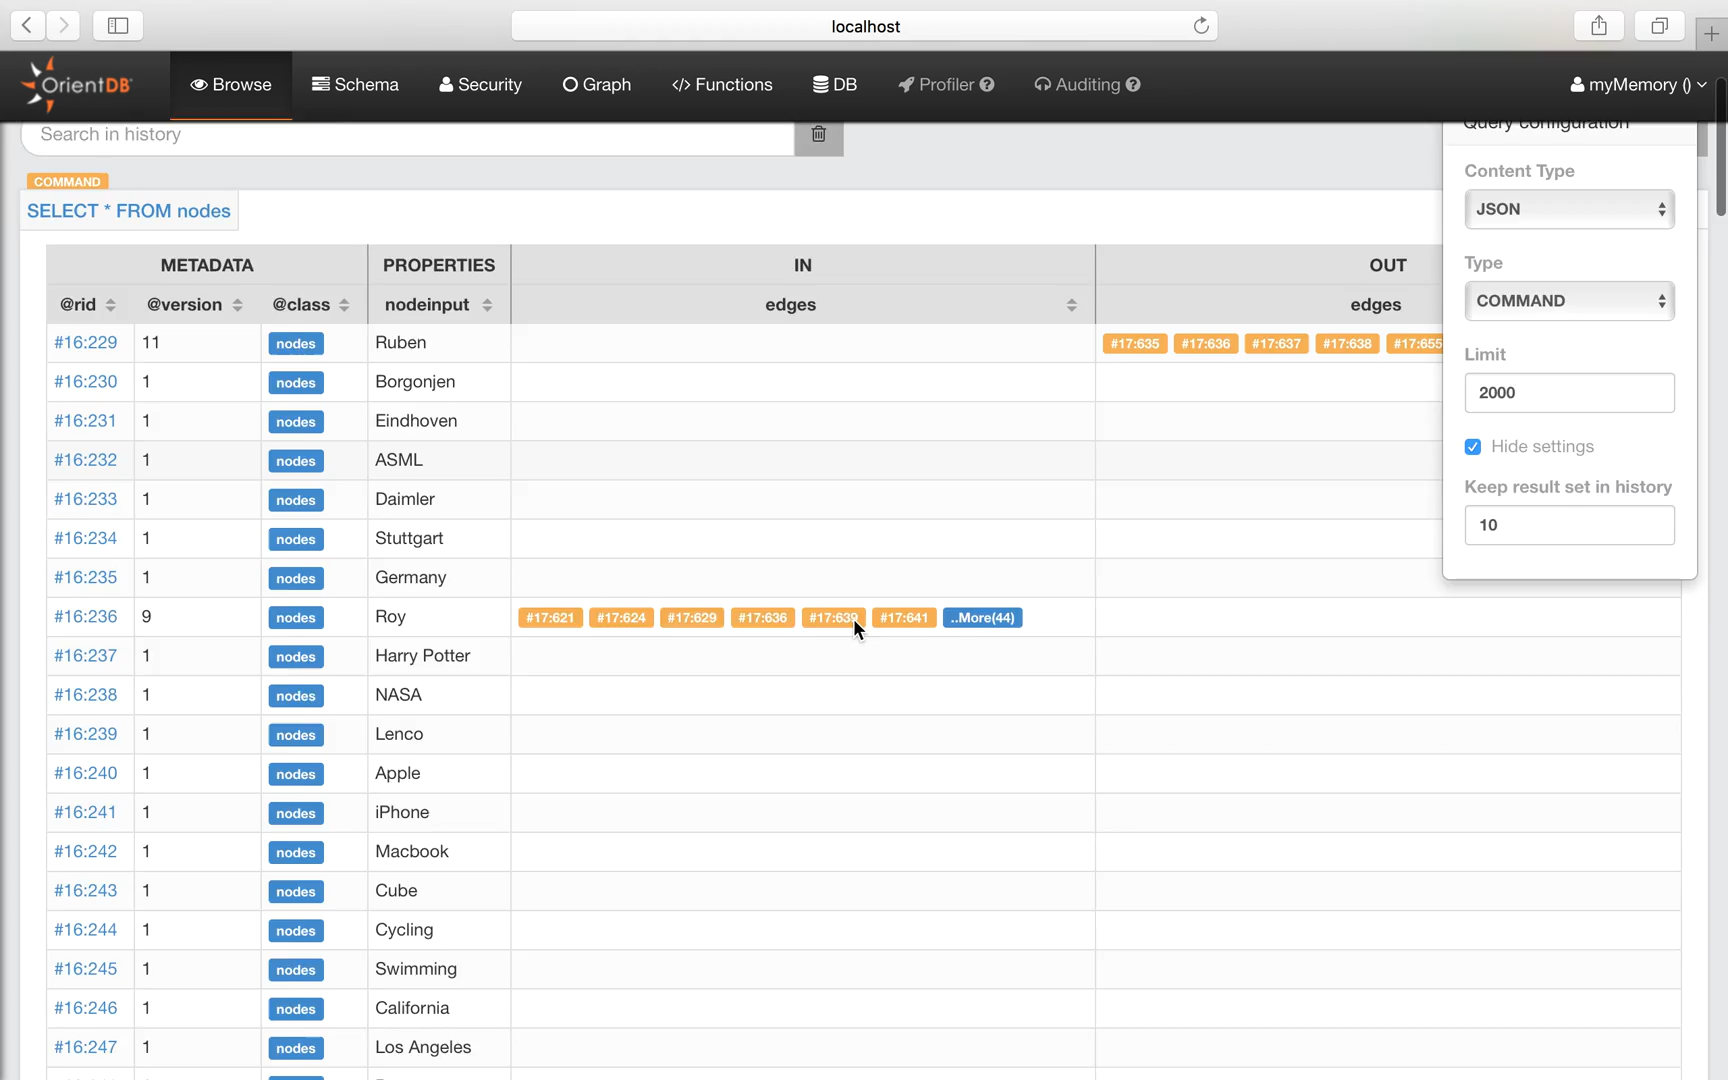 localhost
OrientDB
Browse Schema Security Graph Functions DB Profiler Auditing myMemory ()
Search in history
Query configuration
COMMAND
SELECT * FROM nodes
Content Type
JSON
Type
COMMAND
Limit
2000
Hide settings
Keep result set in history
10
METADATA PROPERTIES IN OUT
@rid @version @class nodeinput edges edges
#16:229 11 nodes Ruben #17:635 #17:636 #17:637 #17:638 #17:655
#16:230 1 nodes Borgonjen
#16:231 1 nodes Eindhoven
#16:232 1 nodes ASML
#16:233 1 nodes Daimler
#16:234 1 nodes Stuttgart
#16:235 1 nodes Germany
#16:236 9 nodes Roy #17:621 #17:624 #17:629 #17:636 #17:639 #17:641 ..More(44)
#16:237 1 nodes Harry Potter
#16:238 1 nodes NASA
#16:239 1 nodes Lenco
#16:240 1 nodes Apple
#16:241 1 nodes iPhone
#16:242 1 nodes Macbook
#16:243 1 nodes Cube
#16:244 1 nodes Cycling
#16:245 1 nodes Swimming
#16:246 1 nodes California
#16:247 1 nodes Los Angeles